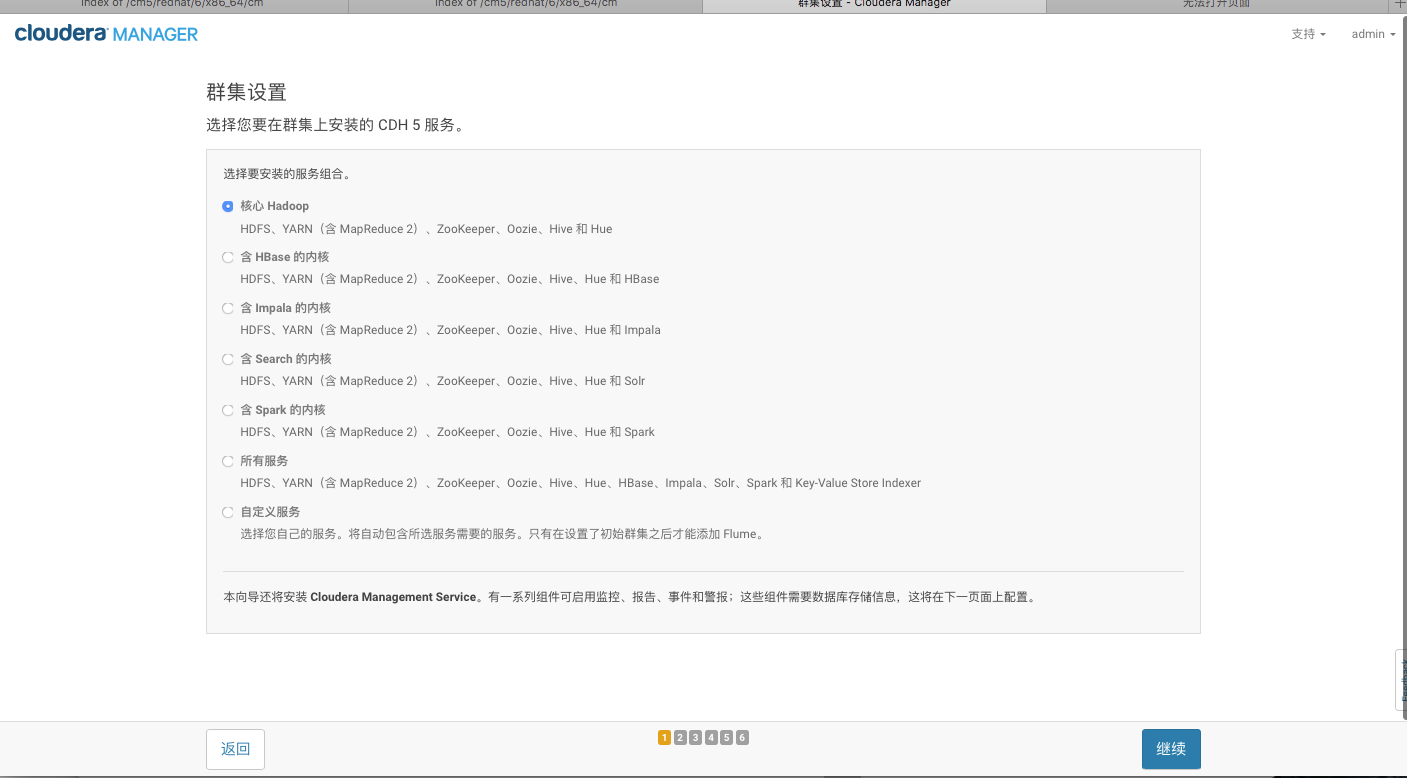 Index of /cm5/redhat/6/x86_64/cm
Index of /cm5/redhat/6/x86_64/cm
群集设置 - Cloudera Manager
无法打开页面
cloudera MANAGER
支持
admin
群集设置
选择您要在群集上安装的 CDH 5 服务。
选择要安装的服务组合。
核心 Hadoop
HDFS、YARN（含 MapReduce 2）、ZooKeeper、Oozie、Hive 和 Hue
含 HBase 的内核
HDFS、YARN（含 MapReduce 2）、ZooKeeper、Oozie、Hive、Hue 和 HBase
含 Impala 的内核
HDFS、YARN（含 MapReduce 2）、ZooKeeper、Oozie、Hive、Hue 和 Impala
含 Search 的内核
HDFS、YARN（含 MapReduce 2）、ZooKeeper、Oozie、Hive、Hue 和 Solr
含 Spark 的内核
HDFS、YARN（含 MapReduce 2）、ZooKeeper、Oozie、Hive、Hue 和 Spark
所有服务
HDFS、YARN（含 MapReduce 2）、ZooKeeper、Oozie、Hive、Hue、HBase、Impala、Solr、Spark 和 Key-Value Store Indexer
自定义服务
选择您自己的服务。将自动包含所选服务需要的服务。只有在设置了初始群集之后才能添加 Flume。
本向导还将安装 Cloudera Management Service。有一系列组件可启用监控、报告、事件和警报；这些组件需要数据库存储信息，这将在下一页面上配置。
Feedback
返回
1 2 3 4 5 6
继续